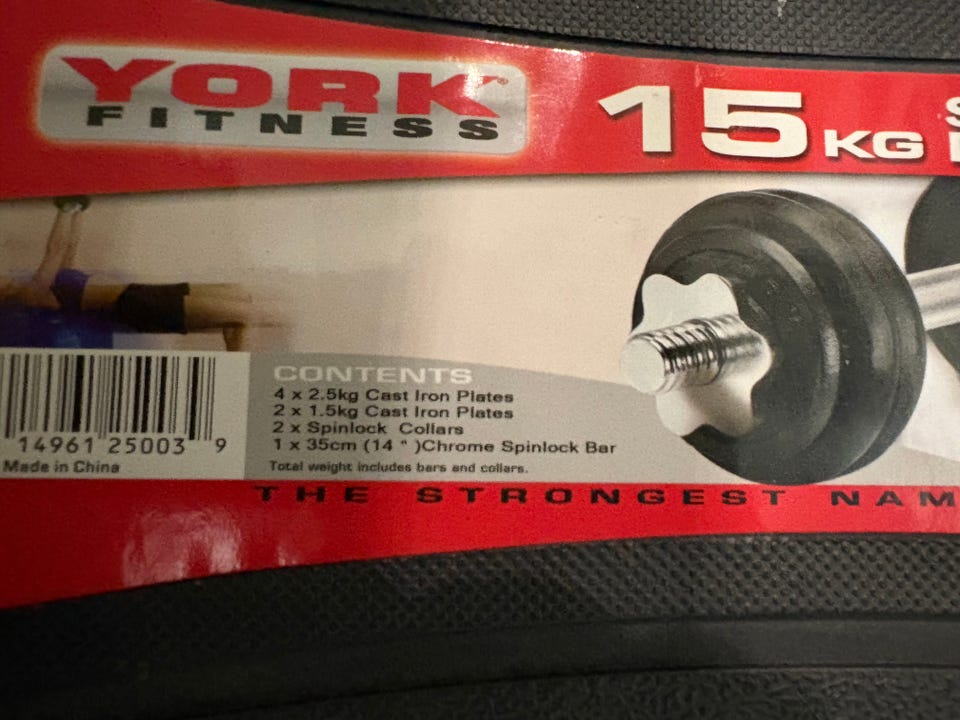 YORK®
FITNESS
15KG
CONTENTS
4 x 2.5kg Cast Iron Plates
2 x 1.5kg Cast Iron Plates
2 x Spinlock Collars
1 x 35cm (14 " )Chrome Spinlock Bar
Total weight includes bars and collars.
14961 25003 9
Made in China
THE STRONGEST NAM